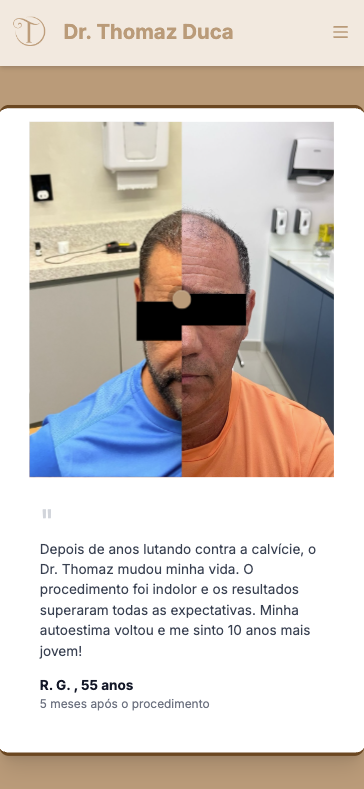 Dr. Thomaz Duca
"
Depois de anos lutando contra a calvície, o
Dr. Thomaz mudou minha vida. O
procedimento foi indolor e os resultados
superaram todas as expectativas. Minha
autoestima voltou e me sinto 10 anos mais
jovem!
R. G. , 55 anos
5 meses após o procedimento